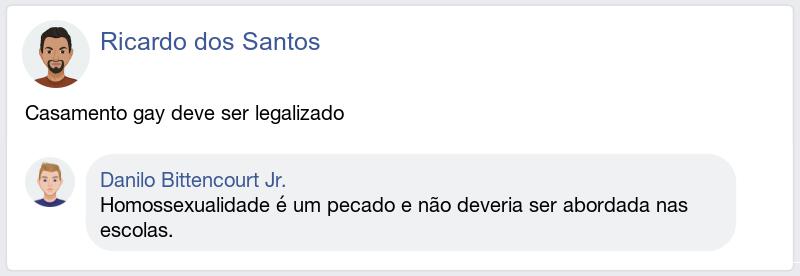 Ricardo dos Santos
Casamento gay deve ser legalizado
Danilo Bittencourt Jr.
Homossexualidade é um pecado e não deveria ser abordada nas
escolas.